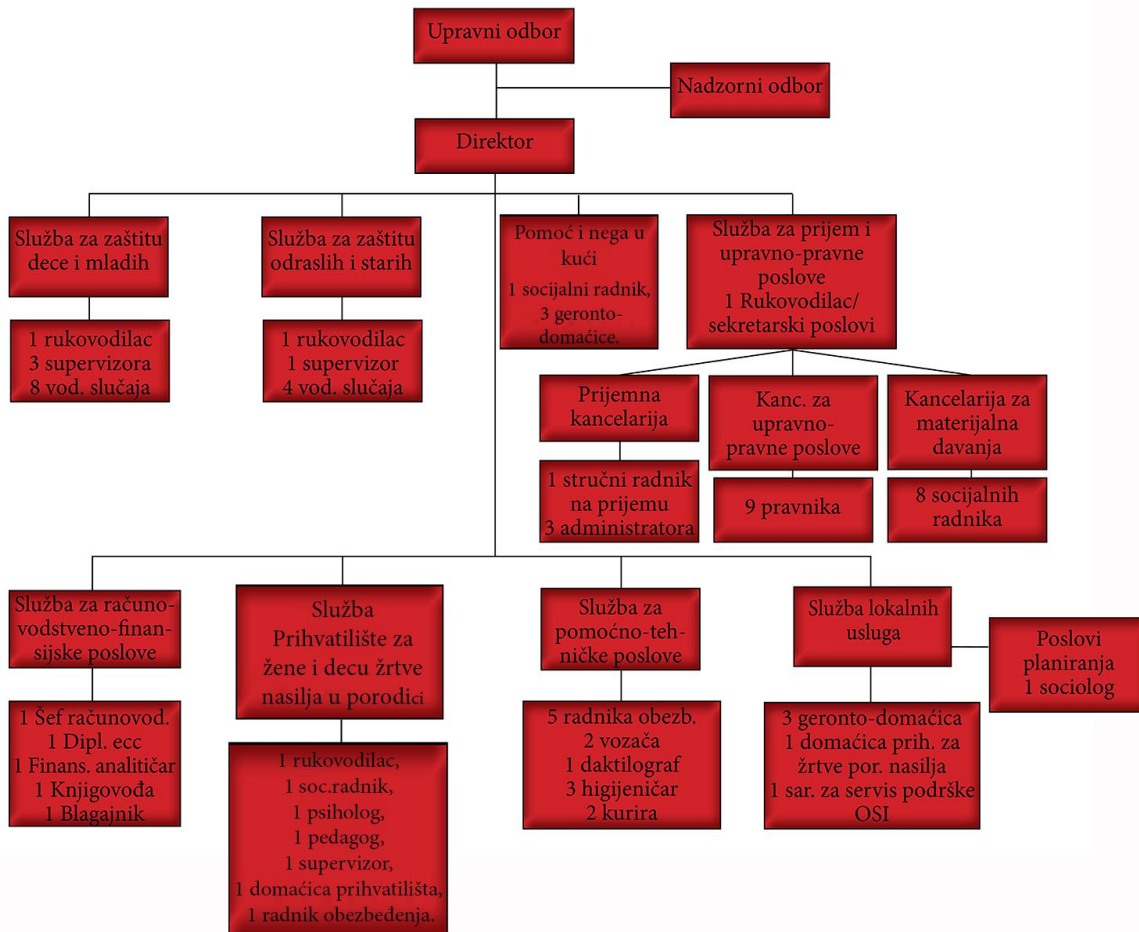 Upravni odbor
Nadzorni odbor
Direktor
Služba za zaštitu
dece i mladih
1 rukovodilac
3 supervizora
8 vod. slučaja
Služba za zaštitu
odraslih i starih
1 rukovodilac
1 supervizor
4 vod. slučaja
Pomoć i nega u
kući
1 socijalni radnik,
3 geronto-
domaćice.
Služba za prijem i
upravno-pravne
poslove
1 Rukovodilac/
sekretarski poslovi
Prijemna
kancelarija
1 stručni radnik
na prijemu
3 administratora
Kanc. za
upravno-
pravne poslove
9 pravnika
Kancelarija za
materijalna
davanja
8 socijalnih
radnika
Služba za računo-
vodstveno-finan-
sijske poslove
1 Šef računovod.
1 Dipl. ecc
1 Finans. analitičar
1 Knjigovođa
1 Blagajnik
Služba
Prihvatilište za
žene i decu žrtve
nasilja u porodici
1 rukovodilac,
1 soc.radnik,
1 psiholog,
1 pedagog,
1 supervizor,
1 domaćica prihvatilišta,
1 radnik obezbeđenja.
Služba za
pomoćno-teh-
ničke poslove
5 radnika obezb.
2 vozača
1 daktilograf
3 higijeničar
2 kurira
Služba lokalnih
usluga
Poslovi
planiranja
1 sociolog
3 geronto-domaćica
1 domaćica prih. za
žrtve por. nasilja
1 sar. za servis podrške
OSI